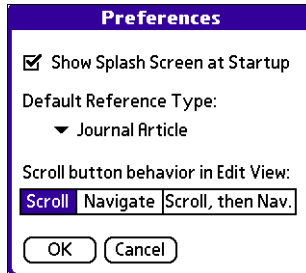 Preferences
Show Splash Screen at Startup
Default Reference Type:
Journal Article
Scroll button behavior in Edit View:
Scroll Navigate Scroll, then Nav.
OK Cancel